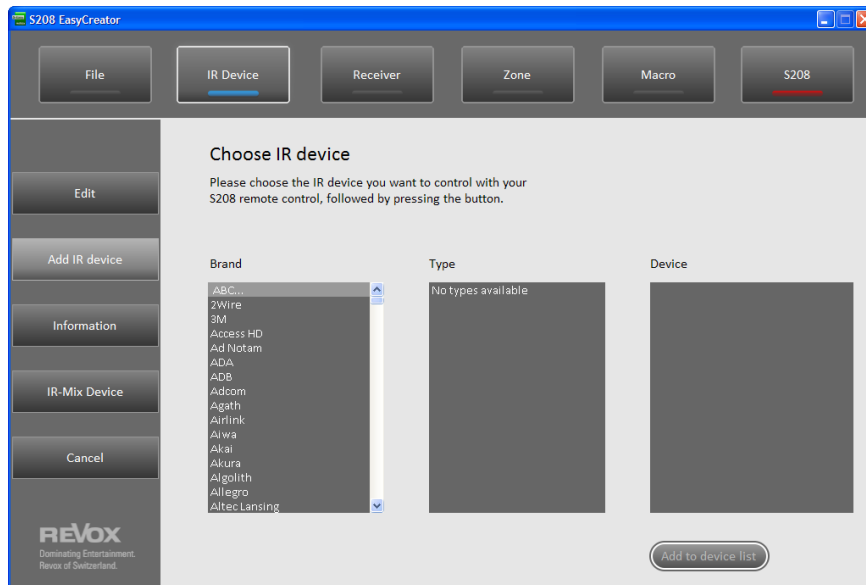 S208 EasyCreator
File
IR Device
Receiver
Zone
Macro
S208
Edit
Add IR device
Information
IR-Mix Device
Cancel
REVOX
Dominating Entertainment.
Revox of Switzerland.
Choose IR device
Please choose the IR device you want to control with your
S208 remote control, followed by pressing the button.
Brand
ABC...
2Wire
3M
Access HD
Ad Notam
ADA
ADB
Adcom
Agath
Airlink
Aiwa
Akai
Akura
Algolith
Allegro
Altec Lansing
Type
No types available
Device
Add to device list